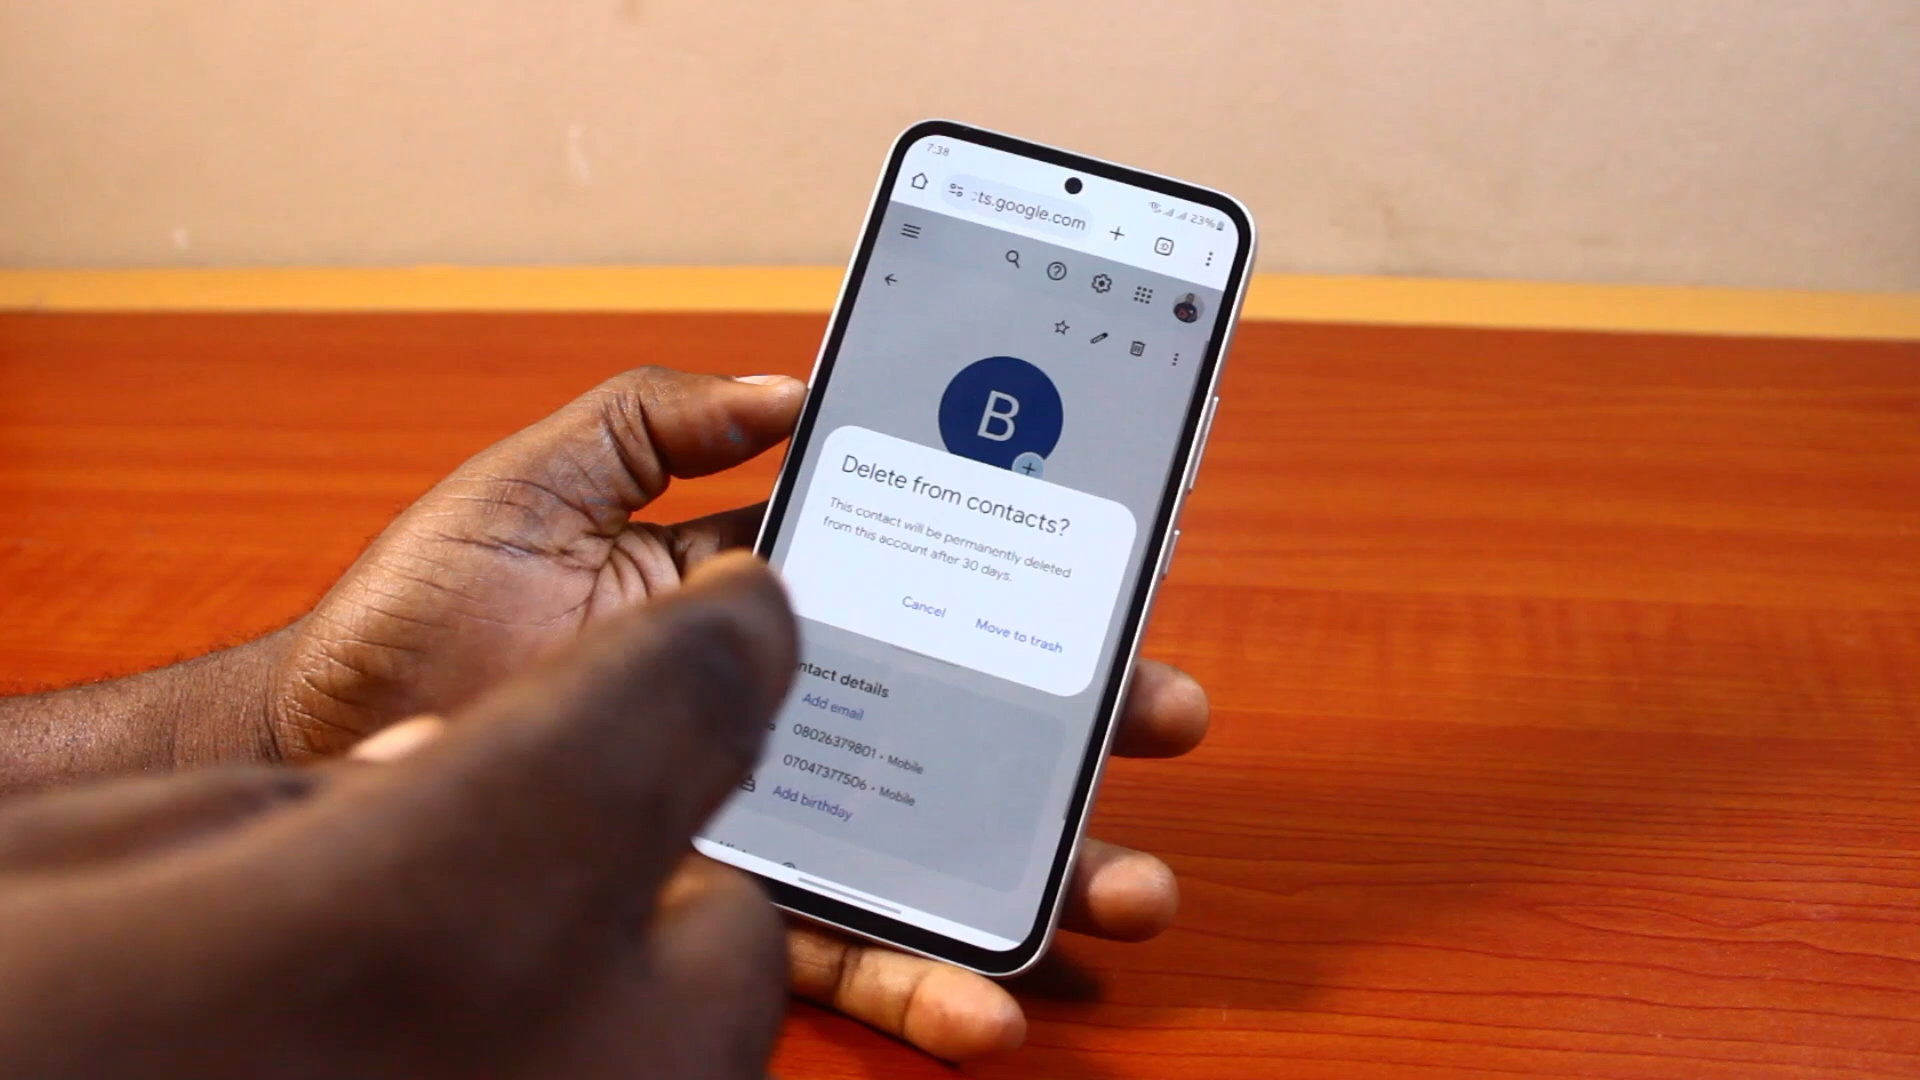 7:38
23%
ts.google.com
B
Delete from contacts?
This contact will be permanently deleted
from this account after 30 days.
Cancel
Move to trash
ntact details
Add email
08026379801 • Mobile
07047377506 • Mobile
Add birthday